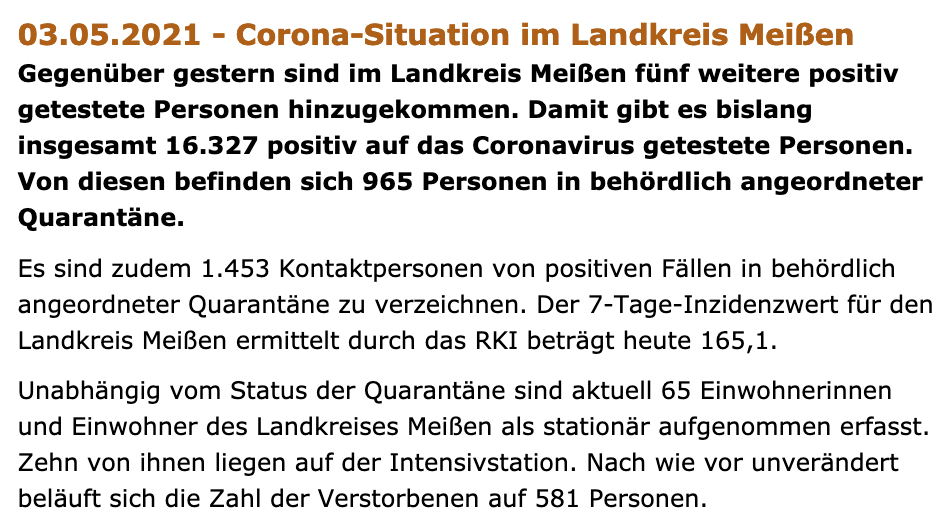 03.05.2021 - Corona-Situation im Landkreis Meißen
Gegenüber gestern sind im Landkreis Meißen fünf weitere positiv
getestete Personen hinzugekommen. Damit gibt es bislang
insgesamt 16.327 positiv auf das Coronavirus getestete Personen.
Von diesen befinden sich 965 Personen in behördlich angeordneter
Quarantäne.
Es sind zudem 1.453 Kontaktpersonen von positiven Fällen in behördlich
angeordneter Quarantäne zu verzeichnen. Der 7-Tage-Inzidenzwert für den
Landkreis Meißen ermittelt durch das RKI beträgt heute 165,1.
Unabhängig vom Status der Quarantäne sind aktuell 65 Einwohnerinnen
und Einwohner des Landkreises Meißen als stationär aufgenommen erfasst.
Zehn von ihnen liegen auf der Intensivstation. Nach wie vor unverändert
beläuft sich die Zahl der Verstorbenen auf 581 Personen.